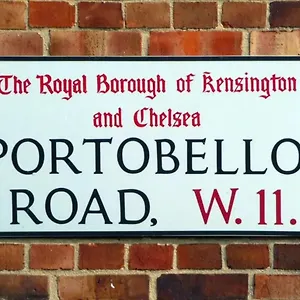 The Royal Borough of Kensington
and Chelsea
PORTOBELLO
ROAD, W.11.